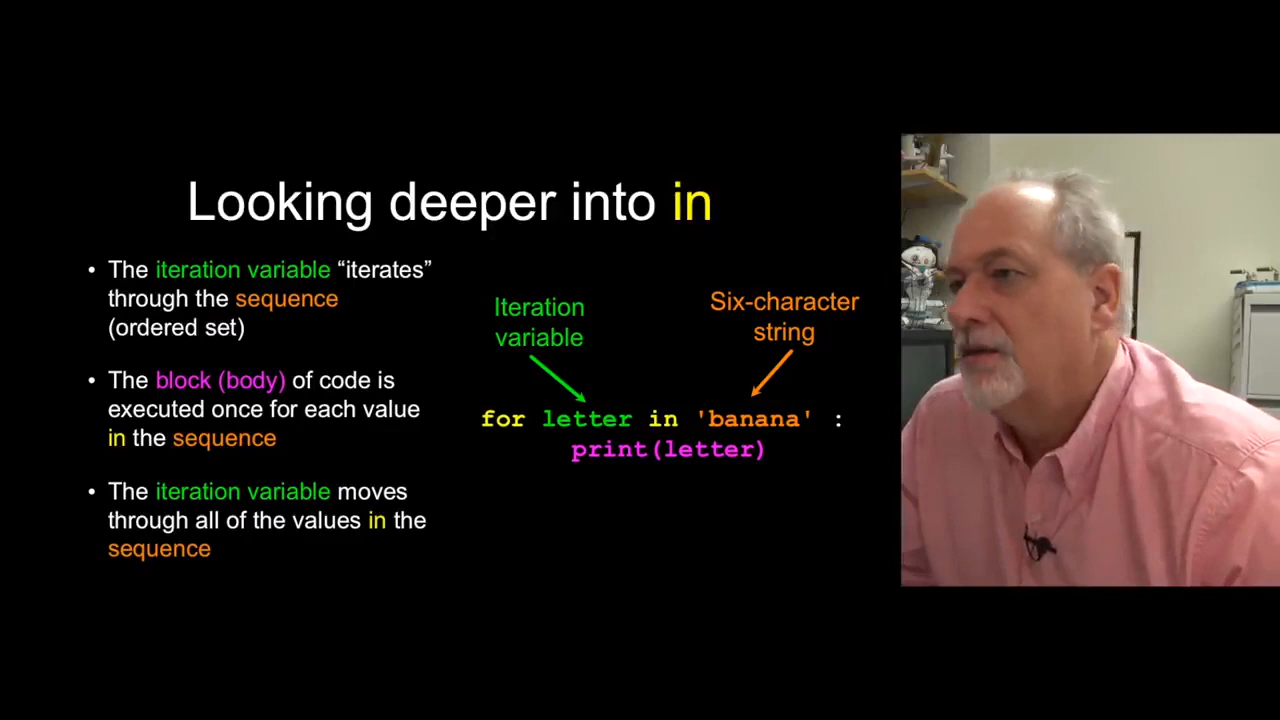 Looking deeper into in
• The iteration variable “iterates”
through the sequence
(ordered set)
• The block (body) of code is
executed once for each value
in the sequence
• The iteration variable moves
through all of the values in the
sequence
Iteration
variable
Six-character
string
for letter in 'banana' :
print(letter)